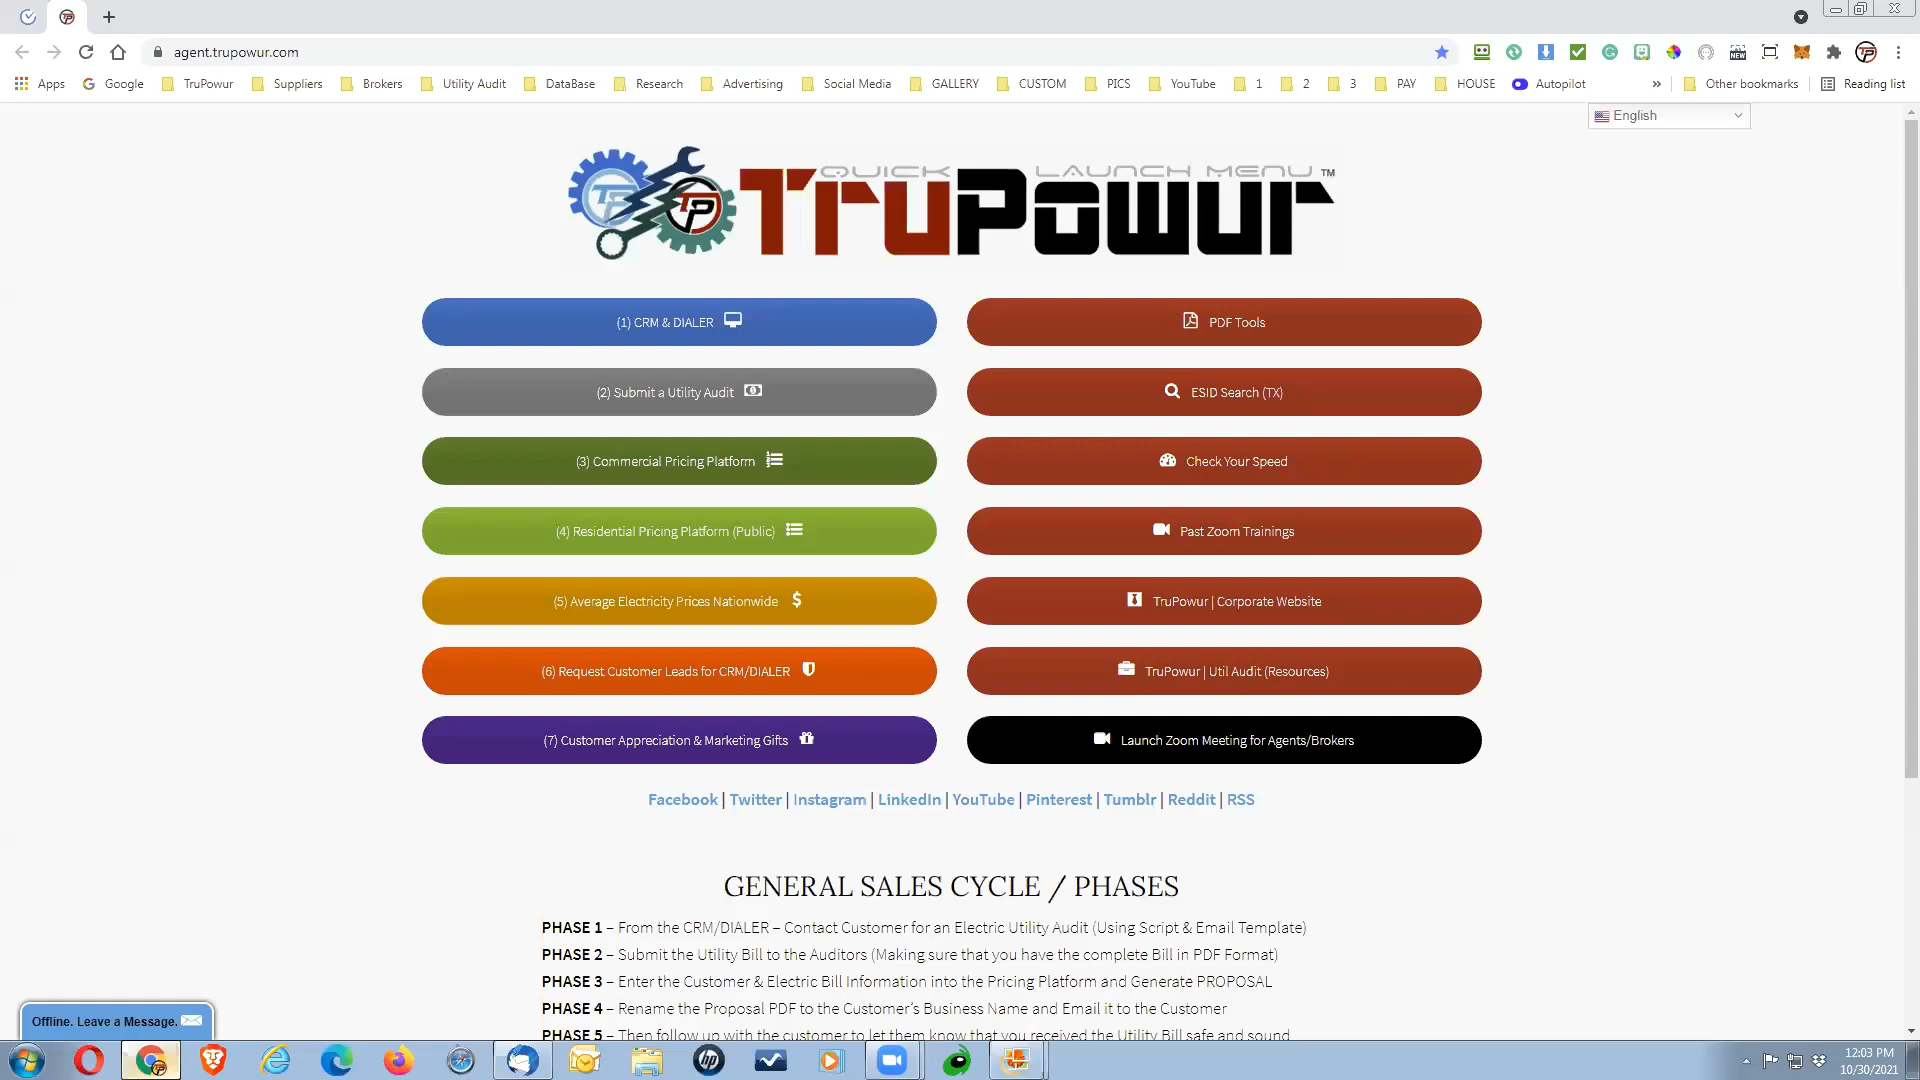 agent.trupowur.com
Apps Google TruPowur Suppliers Brokers Utility Audit DataBase Research Advertising Social Media GALLERY CUSTOM PICS YouTube 1 2 3 PAY HOUSE Autopilot » Other bookmarks Reading list
English
QUICK LAUNCH MENU
TruPowur™
(1) CRM & DIALER
PDF Tools
(2) Submit a Utility Audit
ESID Search (TX)
(3) Commercial Pricing Platform
Check Your Speed
(4) Residential Pricing Platform (Public)
Past Zoom Trainings
(5) Average Electricity Prices Nationwide
TruPowur | Corporate Website
(6) Request Customer Leads for CRM/DIALER
TruPowur | Util Audit (Resources)
(7) Customer Appreciation & Marketing Gifts
Launch Zoom Meeting for Agents/Brokers
Facebook | Twitter | Instagram | LinkedIn | YouTube | Pinterest | Tumblr | Reddit | RSS
GENERAL SALES CYCLE / PHASES
PHASE 1 – From the CRM/DIALER – Contact Customer for an Electric Utility Audit (Using Script & Email Template)
PHASE 2 – Submit the Utility Bill to the Auditors (Making sure that you have the complete Bill in PDF Format)
PHASE 3 – Enter the Customer & Electric Bill Information into the Pricing Platform and Generate PROPOSAL
PHASE 4 – Rename the Proposal PDF to the Customer's Business Name and Email it to the Customer
PHASE 5 – Then follow up with the customer to let them know that you received the Utility Bill safe and sound
Offline. Leave a Message.
12:03 PM
10/30/2021